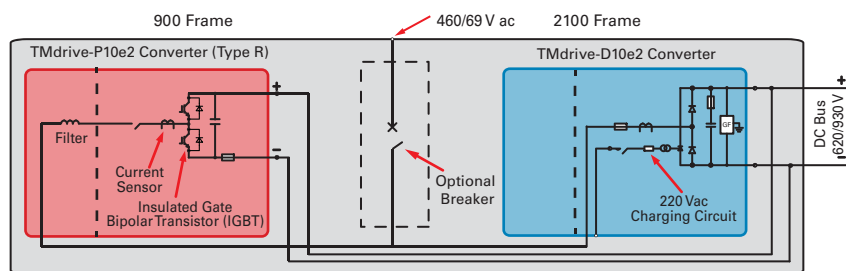 900 Frame
460/69 V ac
2100 Frame
TMdrive-P10e2 Converter (Type R)
TMdrive-D10e2 Converter
+
-
Filter
Current
Sensor
Insulated Gate
Bipolar Transistor (IGBT)
Optional
Breaker
GF
220 Vac
Charging Circuit
+
DC Bus
620/930 V
-